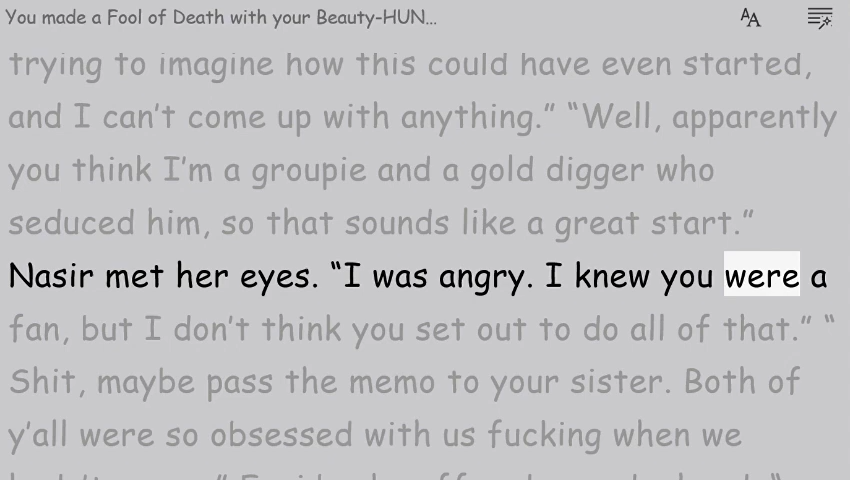 You made a Fool of Death with your Beauty-HUN...
AA
trying to imagine how this could have even started,
and I can’t come up with anything.” “Well, apparently
you think I’m a groupie and a gold digger who
seduced him, so that sounds like a great start.”
Nasir met her eyes. “I was angry. I knew you were a
fan, but I don’t think you set out to do all of that.” “
Shit, maybe pass the memo to your sister. Both of
y’all were so obsessed with us fucking when we